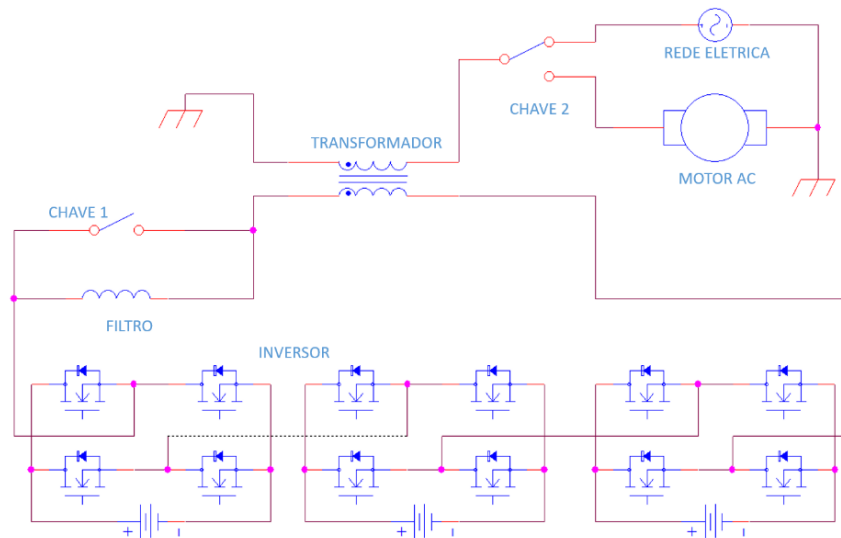 REDE ELETRICA
CHAVE 2
TRANSFORMADOR
MOTOR AC
CHAVE 1
FILTRO
INVERSOR
+ - + - + -